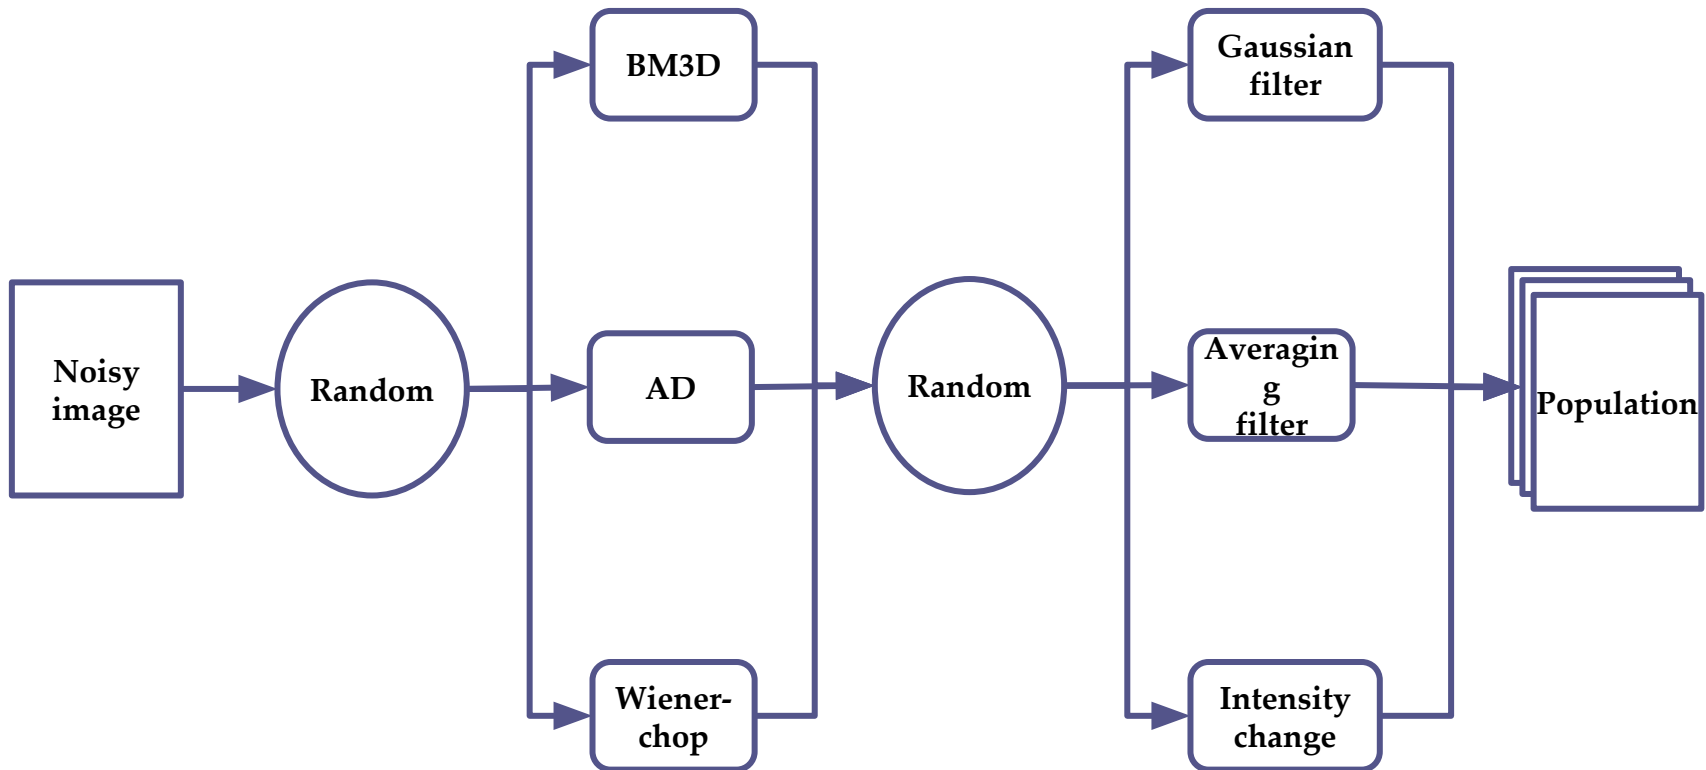 Noisy
image
Random
BM3D
AD
Wiener-
chop
Random
Gaussian
filter
Averagin
g
filter
Intensity
change
Population